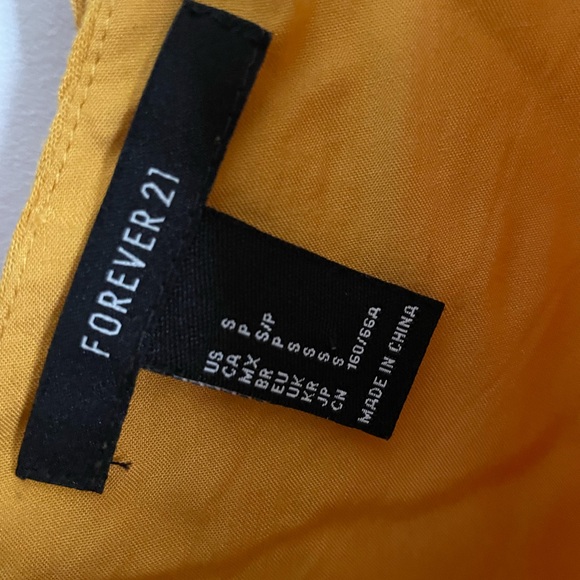 FOREVER 21
US S
CA P
MX S/P
BR P
EU S
UK S
KR S
JP S
CN 160/66A
MADE IN CHINA